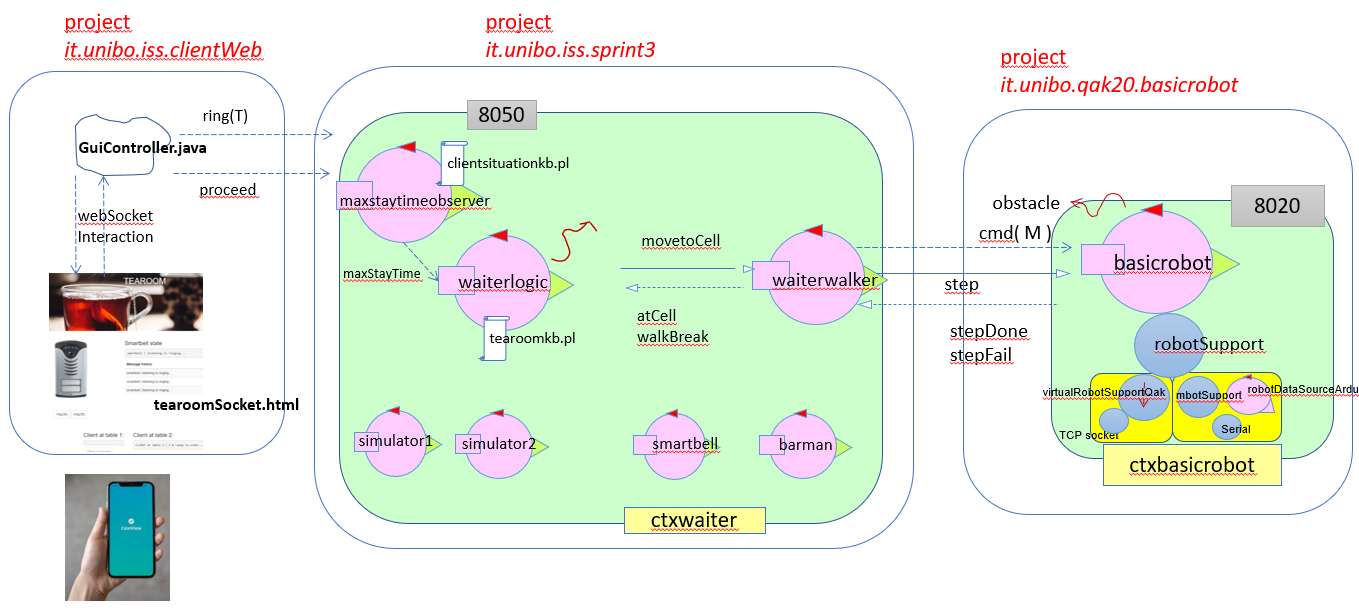 project
it.unibo.iss.clientWeb
project
it.unibo.iss.sprint3
project
it.unibo.qak20.basicrobot
GuiController.java
ring(T)
proceed
webSocket
Interaction
TEAROOM
Smartbell state
Message history
Client at table 1:
Client at table 2:
tearoomSocket.html
8050
clientsituationkb.pl
maxstaytimeobserver
maxStayTime
waiterlogic
tearoomkb.pl
movetoCell
atCell
walkBreak
waiterwalker
simulator1
simulator2
smartbell
barman
ctxwaiter
obstacle
cmd( M )
step
stepDone
stepFail
8020
basicrobot
robotSupport
virtualRobotSupportQak
TCP socket
mbotSupport
robotDataSourceArdu
Serial
ctxbasicrobot